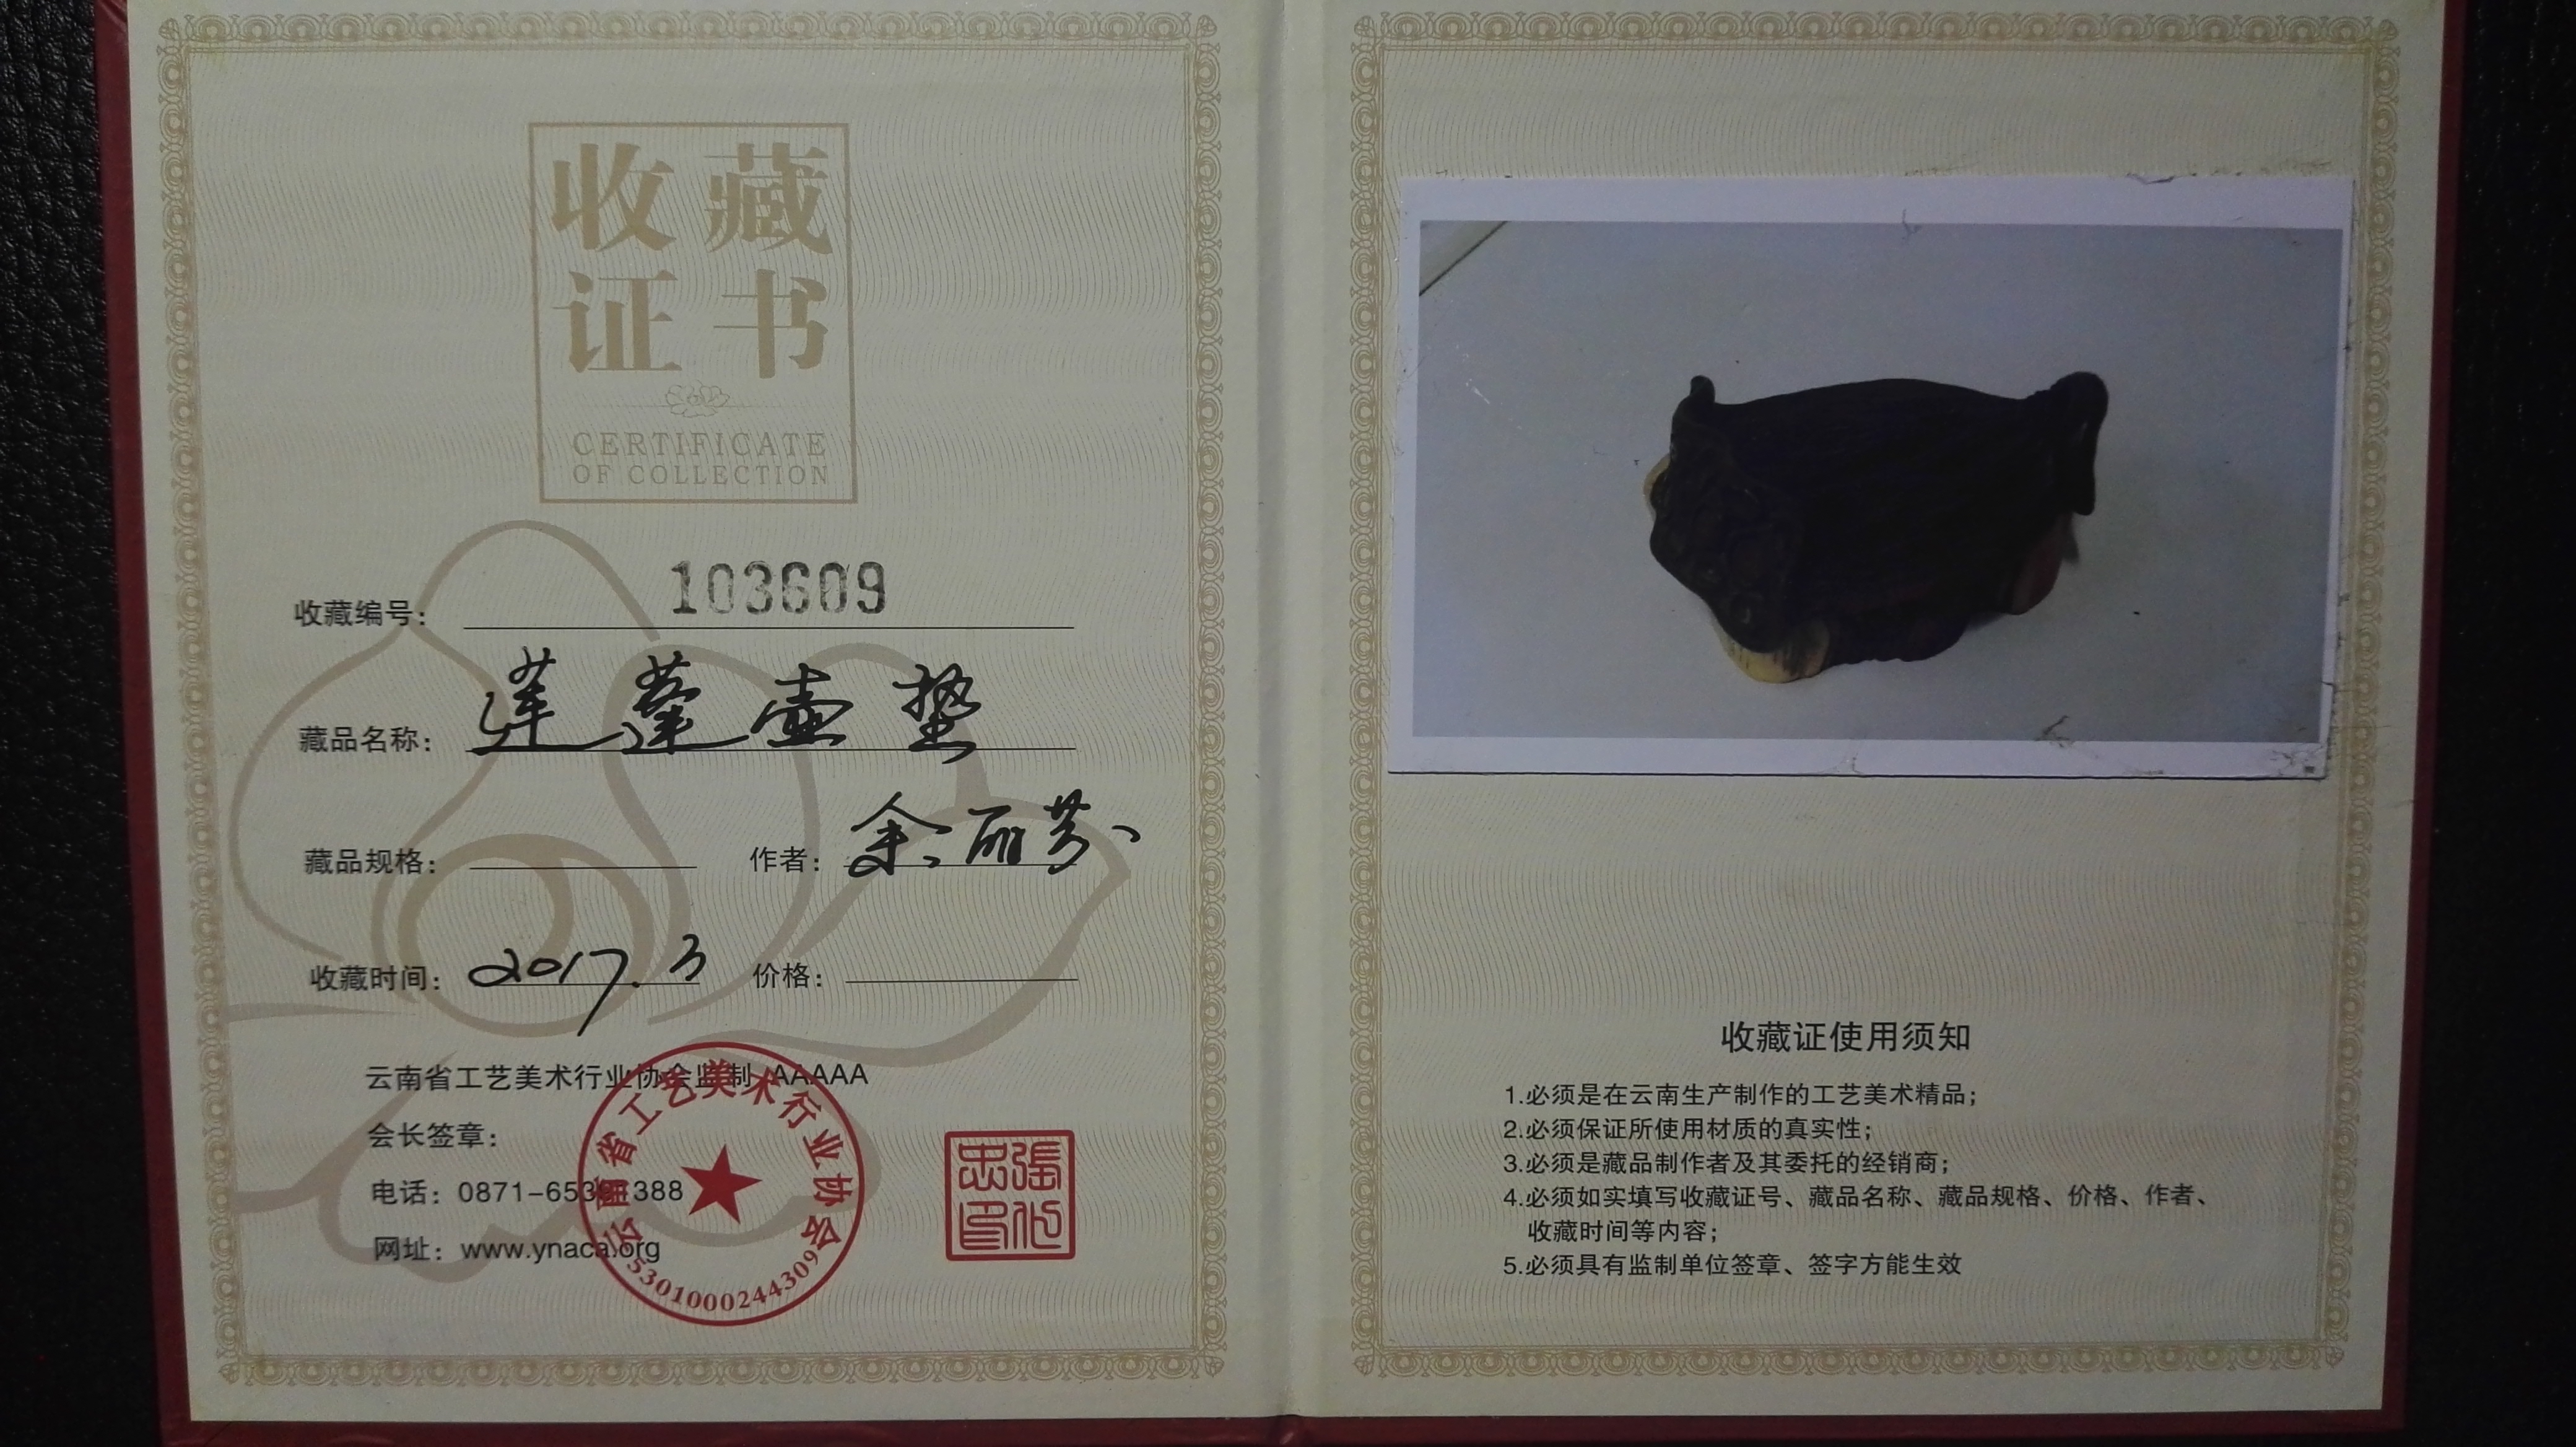 收藏
证书
CERTIFICATE
OF COLLECTION
收藏编号： 103609
藏品名称： 莲蓬壶垫
藏品规格： 作者：余丽芬
收藏时间：2017.3 价格：
云南省工艺美术行业协会监制 AAAAA
会长签章：
电话：0871-65 388
网址：www.ynaca.org
云南省工艺美术行业协会
5301000244309
收藏证使用须知
1.必须是在云南生产制作的工艺美术精品；
2.必须保证所使用材质的真实性；
3.必须是藏品制作者及其委托的经销商；
4.必须如实填写收藏证号、藏品名称、藏品规格、价格、作者、
收藏时间等内容；
5.必须具有监制单位签章、签字方能生效